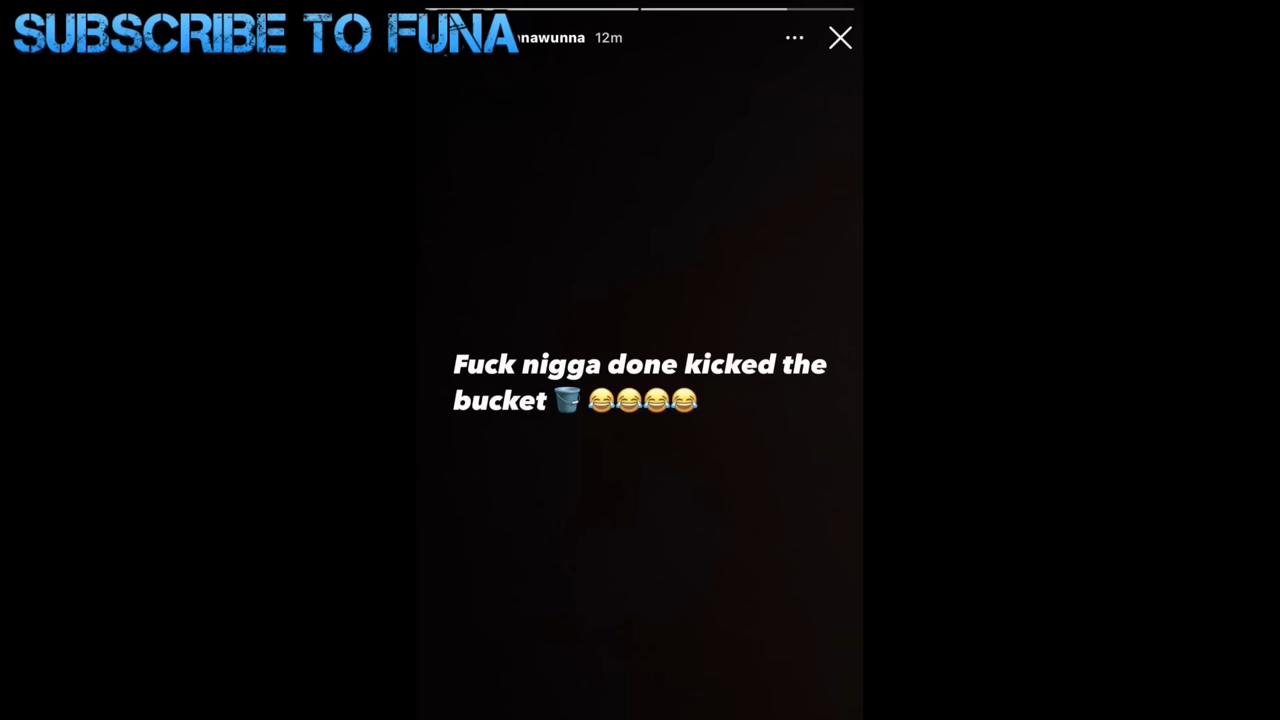 SUBSCRIBE TO FUNA
nawunna 12m
Fuck nigga done kicked the
bucket 🪣 😂😂😂😂